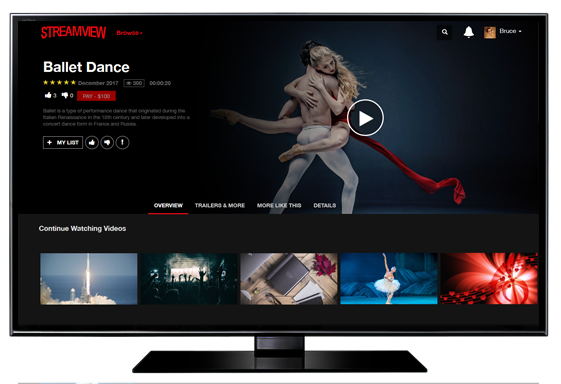 STREAMVIEW Browse Bruce
Ballet Dance
December 2017 300 00:00:20
3 0 PAY - $100
Ballet is a type of performance dance that originated during the
Italian Renaissance in the 15th century and later developed into a
concert dance form in France and Russia.
+ MY LIST
OVERVIEW TRAILERS & MORE MORE LIKE THIS DETAILS
Continue Watching Videos